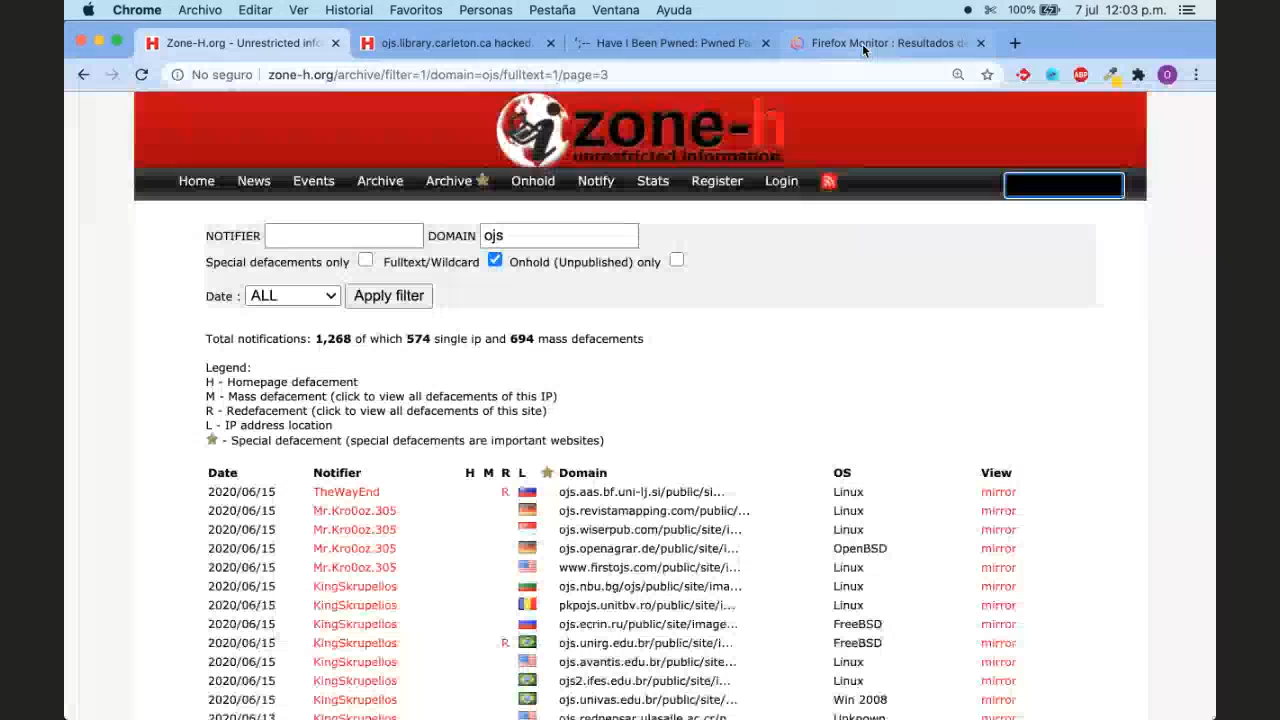 Chrome Archivo Editar Ver Historial Favoritos Personas Pestaña Ventana Ayuda 100% 7 jul 12:03 p.m.
Zone-H.org - Unrestricted info ojs.library.carleton.ca hacked. Have I Been Pwned: Pwned Pa Firefox Monitor : Resultados de
No seguro zone-h.org/archive/filter=1/domain=ojs/fulltext=1/page=3 ABP O
zone-h
unrestricted information
Home News Events Archive Archive Onhold Notify Stats Register Login
NOTIFIER DOMAIN ojs
Special defacements only Fulltext/Wildcard Onhold (Unpublished) only
Date : ALL Apply filter
Total notifications: 1,268 of which 574 single ip and 694 mass defacements
Legend:
H - Homepage defacement
M - Mass defacement (click to view all defacements of this IP)
R - Redefacement (click to view all defacements of this site)
L - IP address location
- Special defacement (special defacements are important websites)
Date Notifier H M R L Domain OS View
2020/06/15 TheWayEnd R ojs.aas.bf.uni-lj.si/public/si... Linux mirror
2020/06/15 Mr.Kro0oz.305 ojs.revistamapping.com/public/... Linux mirror
2020/06/15 Mr.Kro0oz.305 ojs.wiserpub.com/public/site/i... Linux mirror
2020/06/15 Mr.Kro0oz.305 ojs.openagrar.de/public/site/i... OpenBSD mirror
2020/06/15 Mr.Kro0oz.305 www.firstojs.com/public/site/i... Linux mirror
2020/06/15 KingSkrupellos ojs.nbu.bg/ojs/public/site/ima... Linux mirror
2020/06/15 KingSkrupellos pkpojs.unitbv.ro/public/site/i... Linux mirror
2020/06/15 KingSkrupellos ojs.ecrin.ru/public/site/image... FreeBSD mirror
2020/06/15 KingSkrupellos R ojs.unirg.edu.br/public/site/i... FreeBSD mirror
2020/06/15 KingSkrupellos ojs.avantis.edu.br/public/site... Linux mirror
2020/06/15 KingSkrupellos ojs2.ifes.edu.br/public/site/i... Linux mirror
2020/06/15 KingSkrupellos ojs.univas.edu.br/public/site/... Win 2008 mirror
2020/06/13 KingSkrupellos Unknown mirror